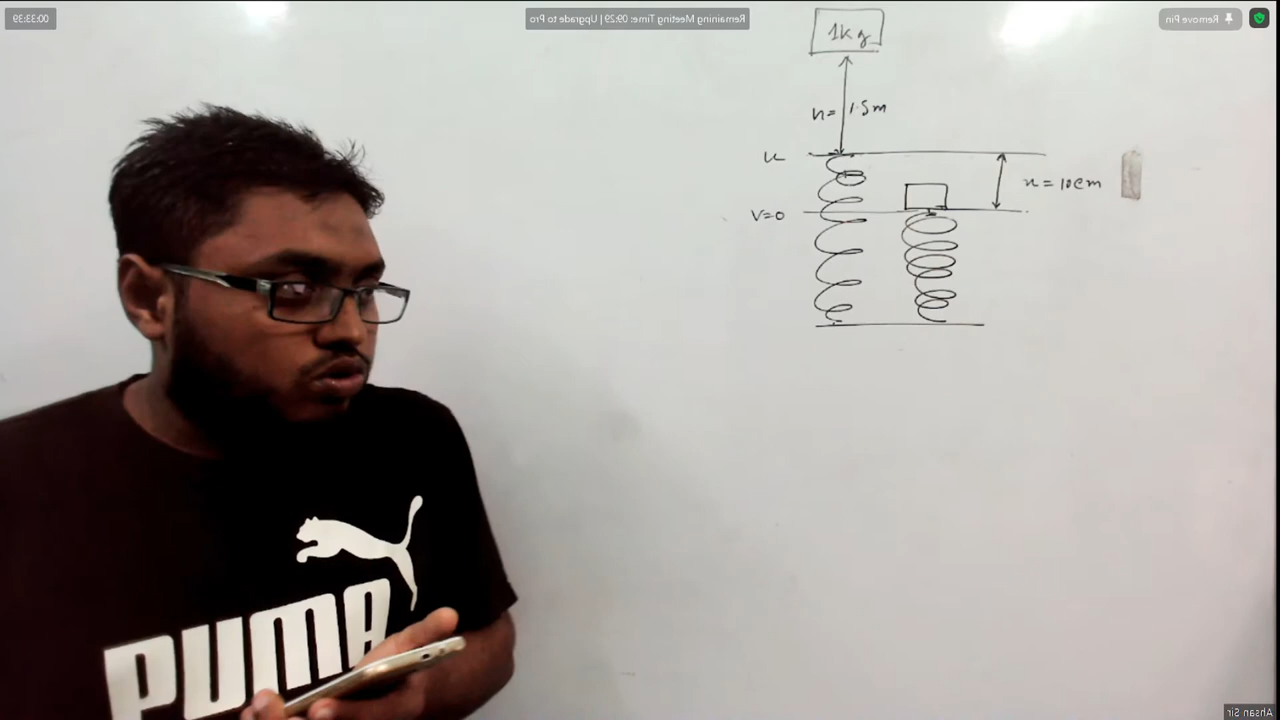 00:33:39
Remaining Meeting Time: 09:29 | Upgrade to Pro
Remove Pin
1kg
h= 1.5m
u
x = 10cm
V=0
PUMA
Ahsan Sir